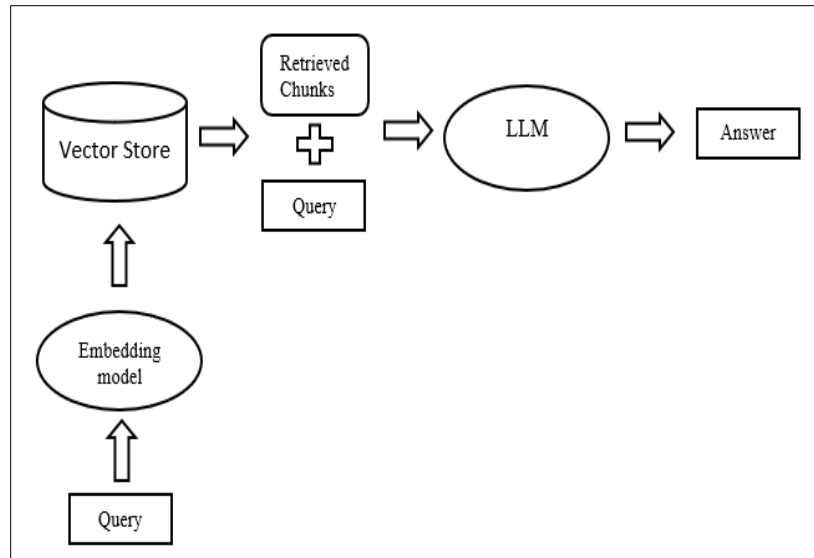 Retrieved
Chunks
Vector Store
Query
LLM
Answer
Embedding
model
Query